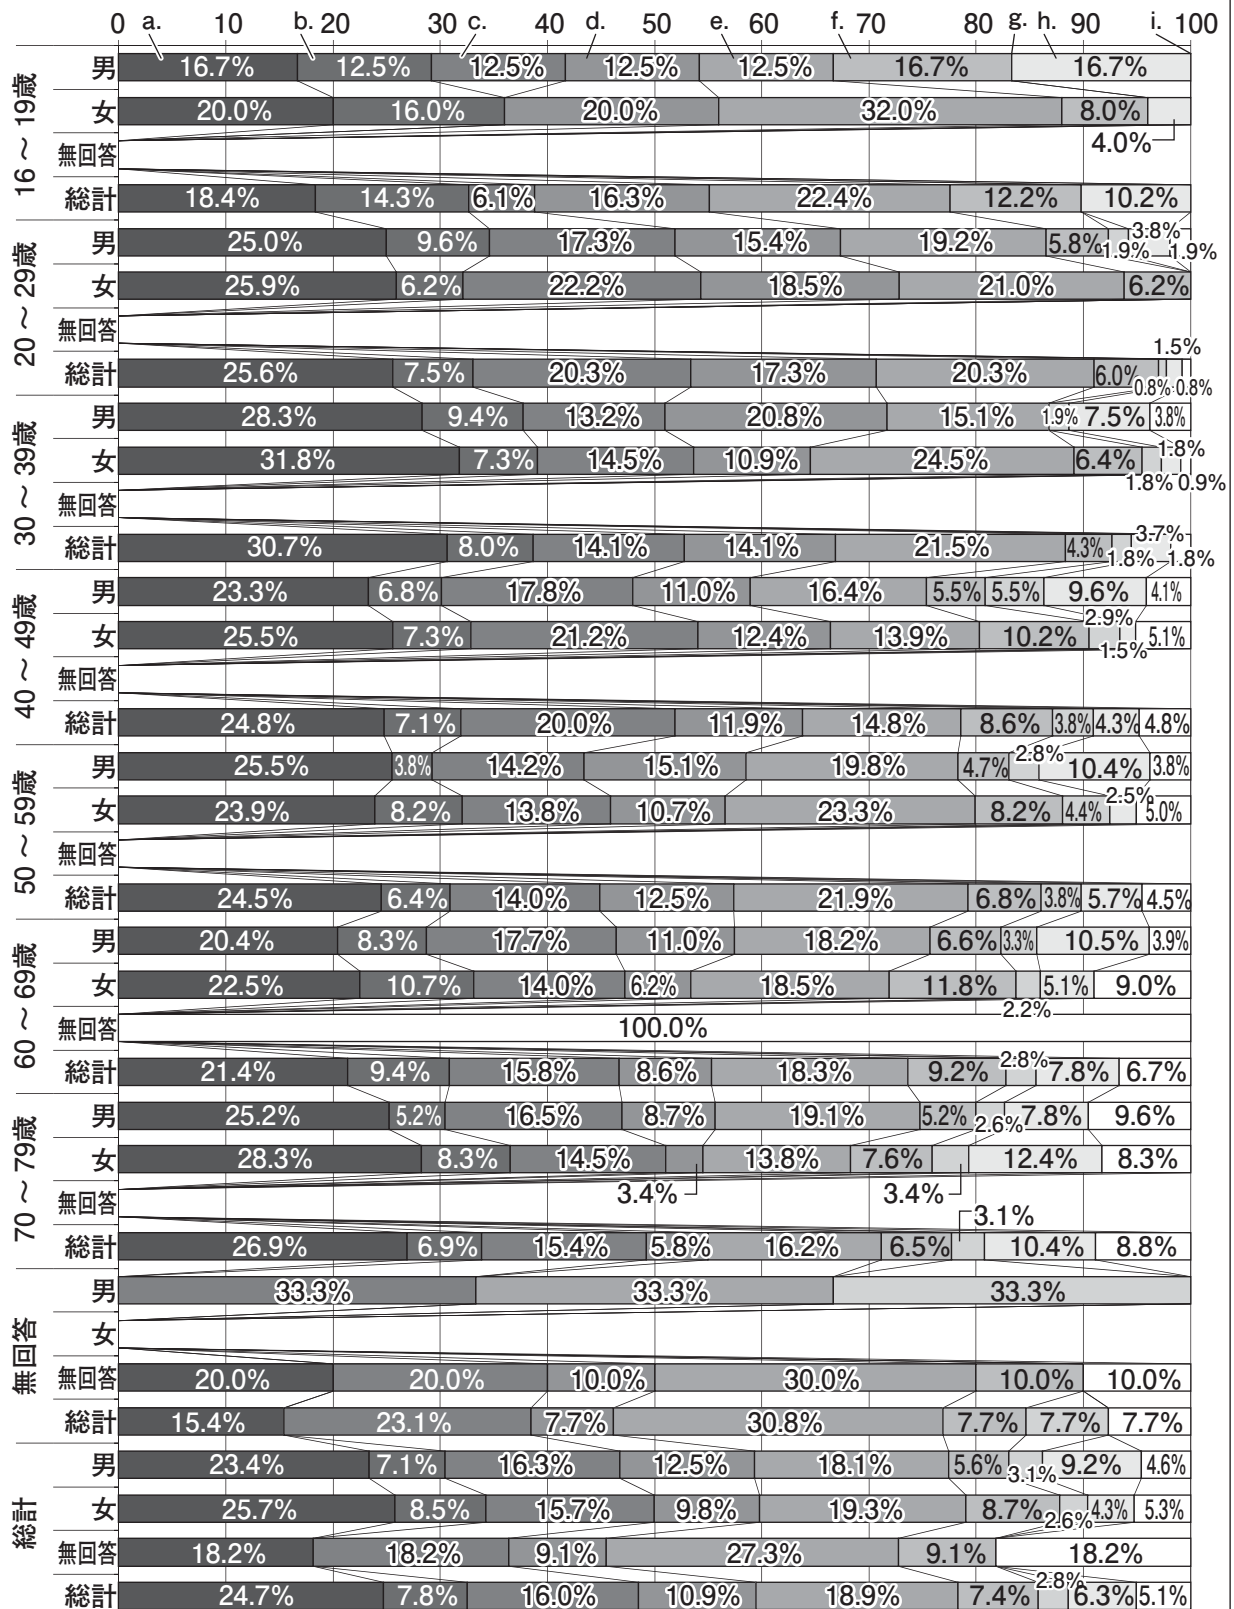 0 10 20 30 40 50 60 70 80 90 100
a. b. c. d. e. f. g. h. i.
16～19歳
男 16.7% 12.5% 12.5% 12.5% 12.5% 16.7% 16.7%
女 20.0% 16.0% 20.0% 32.0% 8.0% 4.0%
無回答
総計 18.4% 14.3% 6.1% 16.3% 22.4% 12.2% 10.2%
20～29歳
男 25.0% 9.6% 17.3% 15.4% 19.2% 5.8% 1.9% 3.8% 1.9%
女 25.9% 6.2% 22.2% 18.5% 21.0% 6.2%
無回答
総計 25.6% 7.5% 20.3% 17.3% 20.3% 6.0% 0.8% 1.5% 0.8%
30～39歳
男 28.3% 9.4% 13.2% 20.8% 15.1% 1.9% 7.5% 3.8%
女 31.8% 7.3% 14.5% 10.9% 24.5% 6.4% 1.8% 1.8% 0.9%
無回答
総計 30.7% 8.0% 14.1% 14.1% 21.5% 4.3% 1.8% 3.7% 1.8%
40～49歳
男 23.3% 6.8% 17.8% 11.0% 16.4% 5.5% 5.5% 9.6% 4.1%
女 25.5% 7.3% 21.2% 12.4% 13.9% 10.2% 2.9% 1.5% 5.1%
無回答
総計 24.8% 7.1% 20.0% 11.9% 14.8% 8.6% 3.8% 4.3% 4.8%
50～59歳
男 25.5% 3.8% 14.2% 15.1% 19.8% 4.7% 2.8% 10.4% 3.8%
女 23.9% 8.2% 13.8% 10.7% 23.3% 8.2% 4.4% 2.5% 5.0%
無回答
総計 24.5% 6.4% 14.0% 12.5% 21.9% 6.8% 3.8% 5.7% 4.5%
60～69歳
男 20.4% 8.3% 17.7% 11.0% 18.2% 6.6% 3.3% 10.5% 3.9%
女 22.5% 10.7% 14.0% 6.2% 18.5% 11.8% 2.2% 5.1% 9.0%
無回答 100.0%
総計 21.4% 9.4% 15.8% 8.6% 18.3% 9.2% 2.8% 7.8% 6.7%
70～79歳
男 25.2% 5.2% 16.5% 8.7% 19.1% 5.2% 2.6% 7.8% 9.6%
女 28.3% 8.3% 14.5% 3.4% 13.8% 7.6% 3.4% 12.4% 8.3%
無回答
総計 26.9% 6.9% 15.4% 5.8% 16.2% 6.5% 3.1% 10.4% 8.8%
無回答
男 33.3% 33.3% 33.3%
女
無回答 20.0% 20.0% 10.0% 30.0% 10.0% 10.0%
総計 15.4% 23.1% 7.7% 30.8% 7.7% 7.7% 7.7%
総計
男 23.4% 7.1% 16.3% 12.5% 18.1% 5.6% 3.1% 9.2% 4.6%
女 25.7% 8.5% 15.7% 9.8% 19.3% 8.7% 2.6% 4.3% 5.3%
無回答 18.2% 18.2% 9.1% 27.3% 9.1% 18.2%
総計 24.7% 7.8% 16.0% 10.9% 18.9% 7.4% 2.8% 6.3% 5.1%